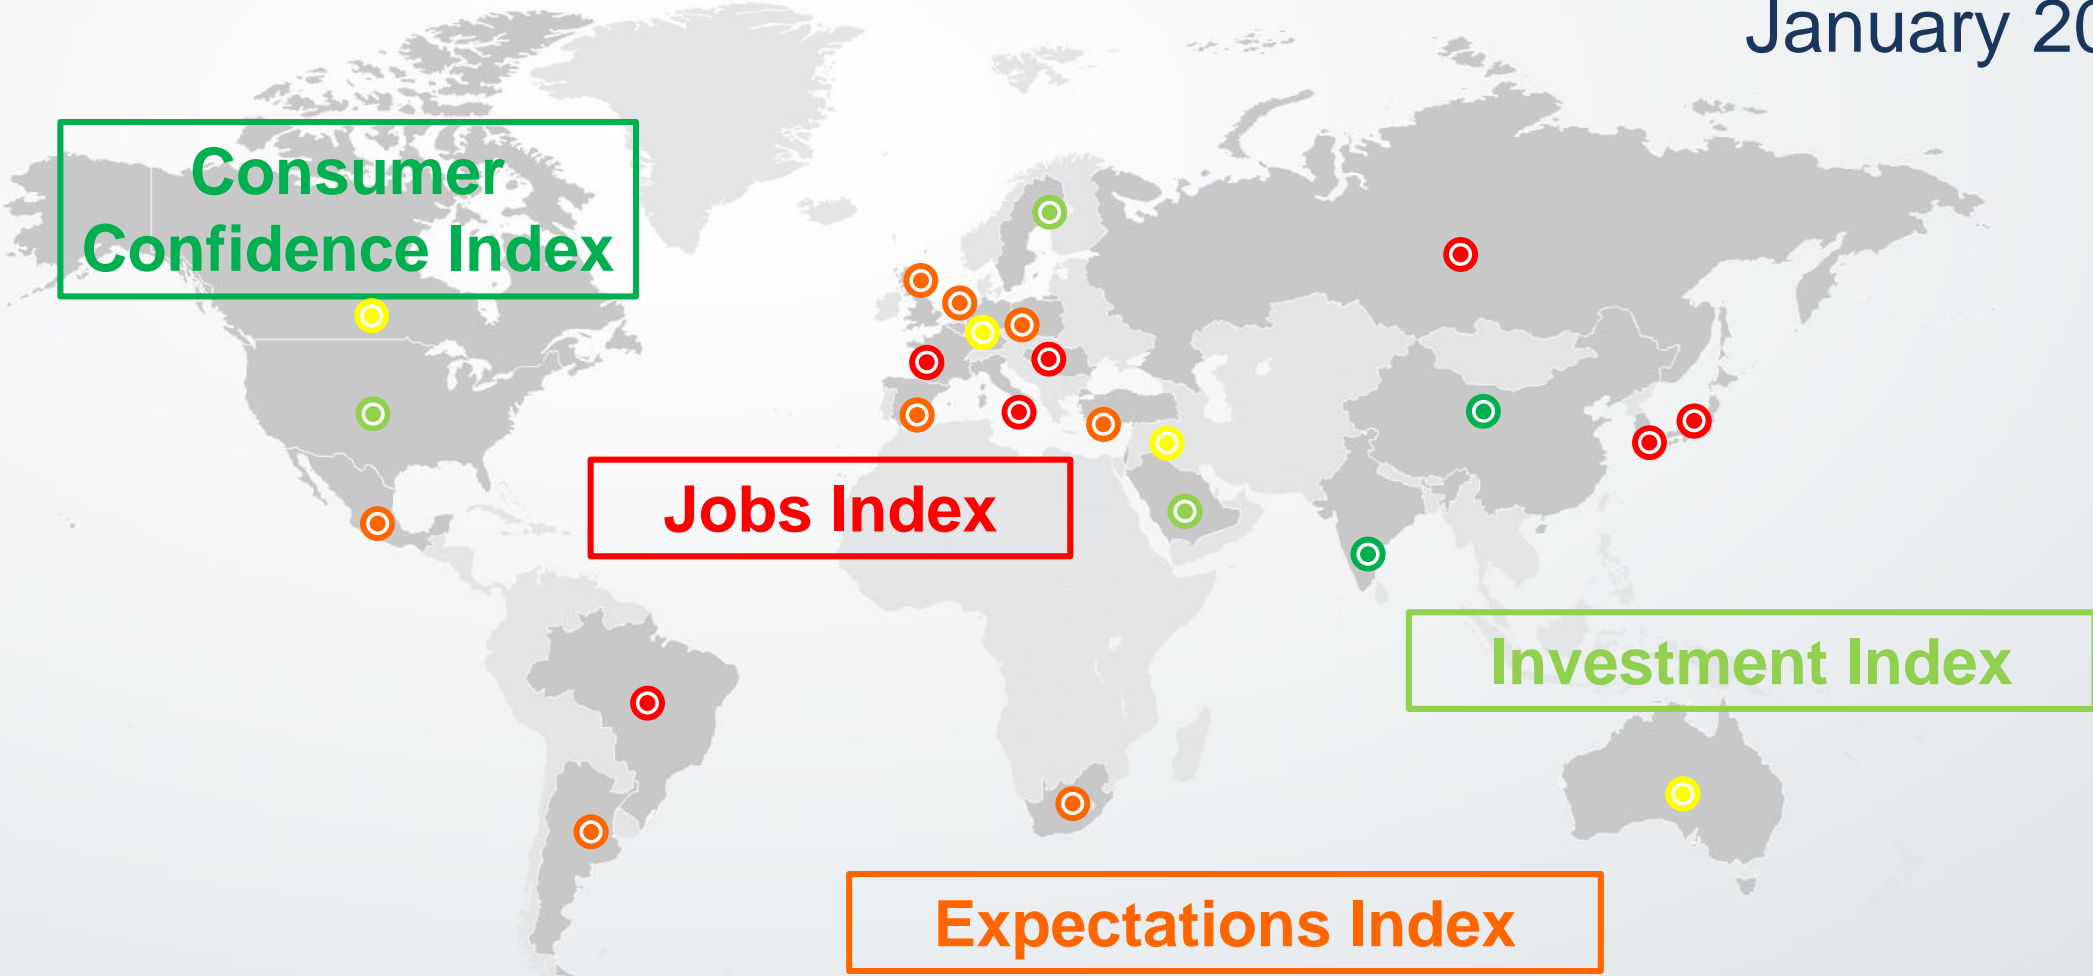 January 20
Consumer
Confidence Index
Jobs Index
Investment Index
Expectations Index